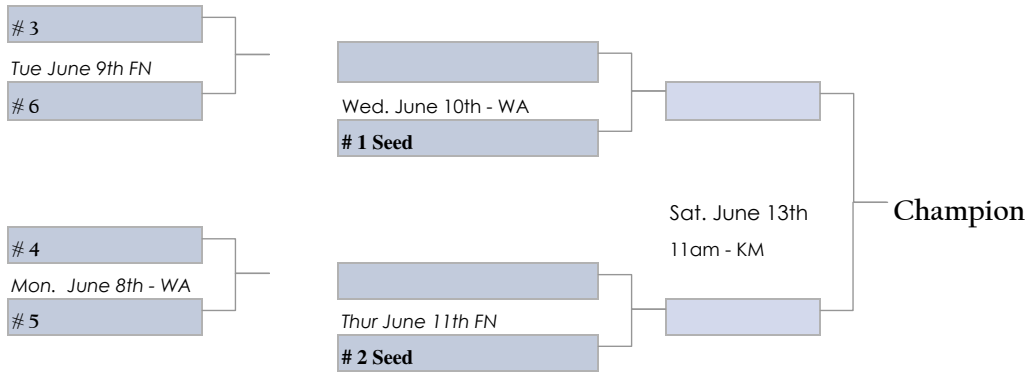 # 3
Tue June 9th FN
# 6
# 4
Mon. June 8th - WA
# 5
Wed. June 10th - WA
# 1 Seed
Thur June 11th FN
# 2 Seed
Sat. June 13th
11am - KM
Champion